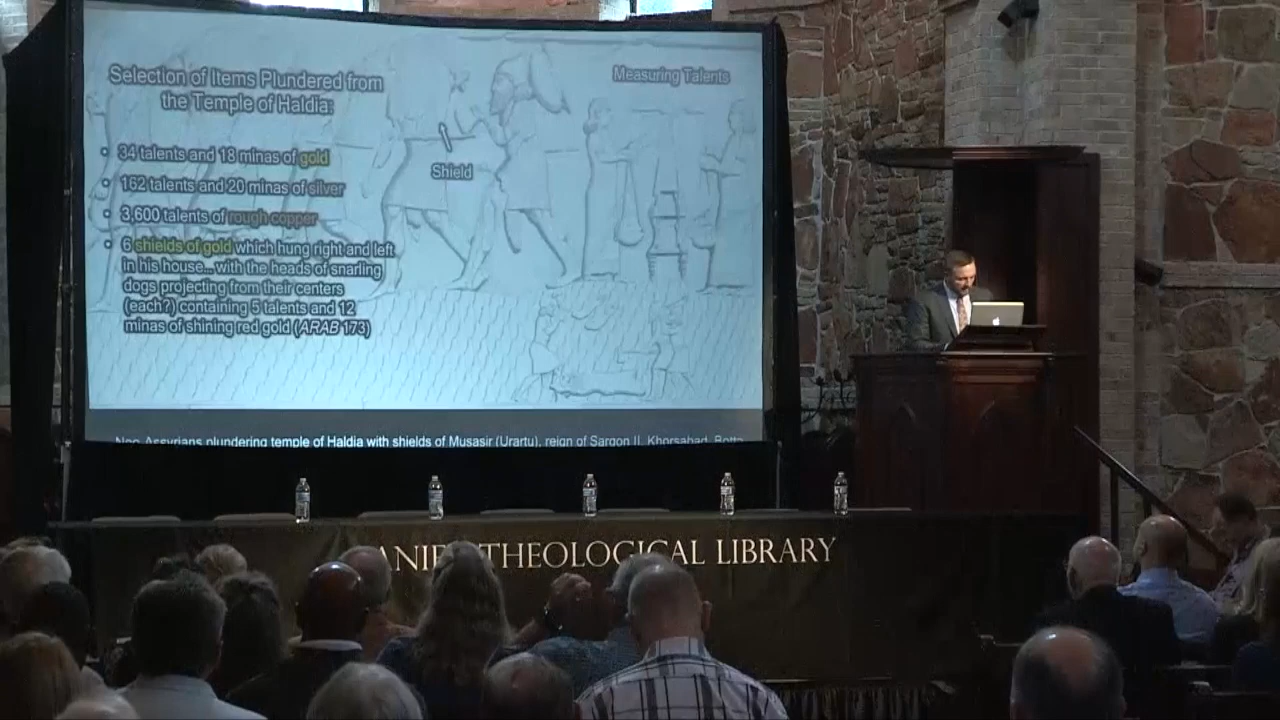 Selection of Items Plundered from
the Temple of Haldia:
• 34 talents and 18 minas of gold
• 162 talents and 20 minas of silver
• 3,600 talents of rough copper
• 6 shields of gold which hung right and left
in his house...with the heads of snarling
dogs projecting from their centers
(each?) containing 5 talents and 12
minas of shining red gold (ARAB 173)
Shield
Measuring Talents
Neo-Assyrians plundering temple of Haldia with shields of Musasir (Urartu), reign of Sargon II, Khorsabad, Botta
THEOLOGICAL LIBRARY